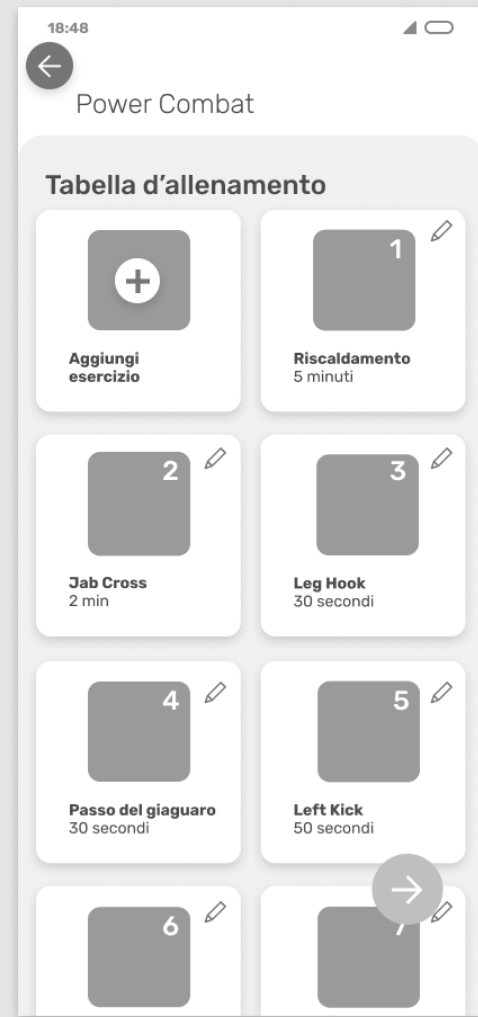 18:48
Power Combat
Tabella d’allenamento
Aggiungi
esercizio
1
Riscaldamento
5 minuti
2
Jab Cross
2 min
3
Leg Hook
30 secondi
4
Passo del giaguaro
30 secondi
5
Left Kick
50 secondi
6
7